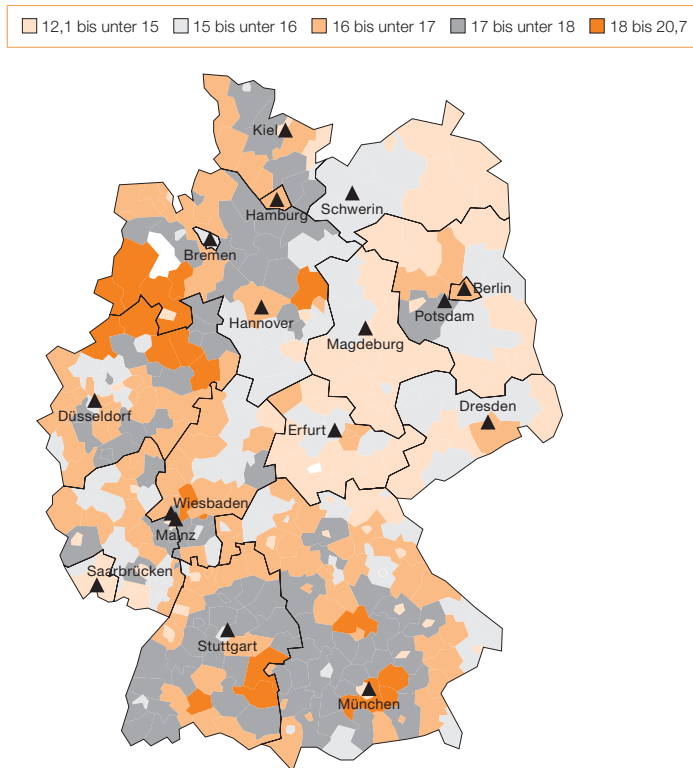 12,1 bis unter 15 15 bis unter 16 16 bis unter 17 17 bis unter 18 18 bis 20,7
Kiel
Hamburg
Schwerin
Bremen
Berlin
Hannover
Potsdam
Magdeburg
Düsseldorf
Dresden
Erfurt
Wiesbaden
Mainz
Saarbrücken
Stuttgart
München